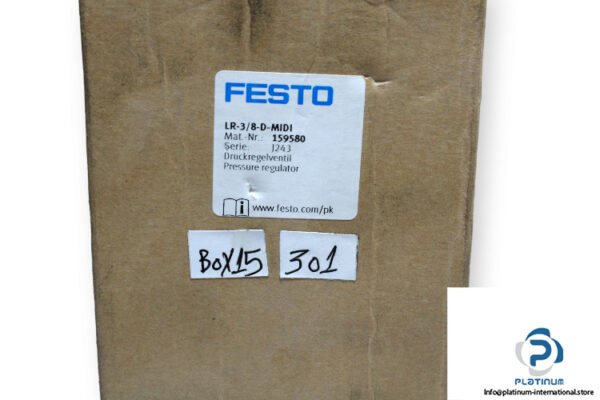 FESTO
LR-3/8-D-MIDI
Mat.-Nr.: 159580
Serie: J243
Druckregelventil
Pressure regulator
www.festo.com/pk
BOX15
301
PLATINUM
Info@platinum-international.store